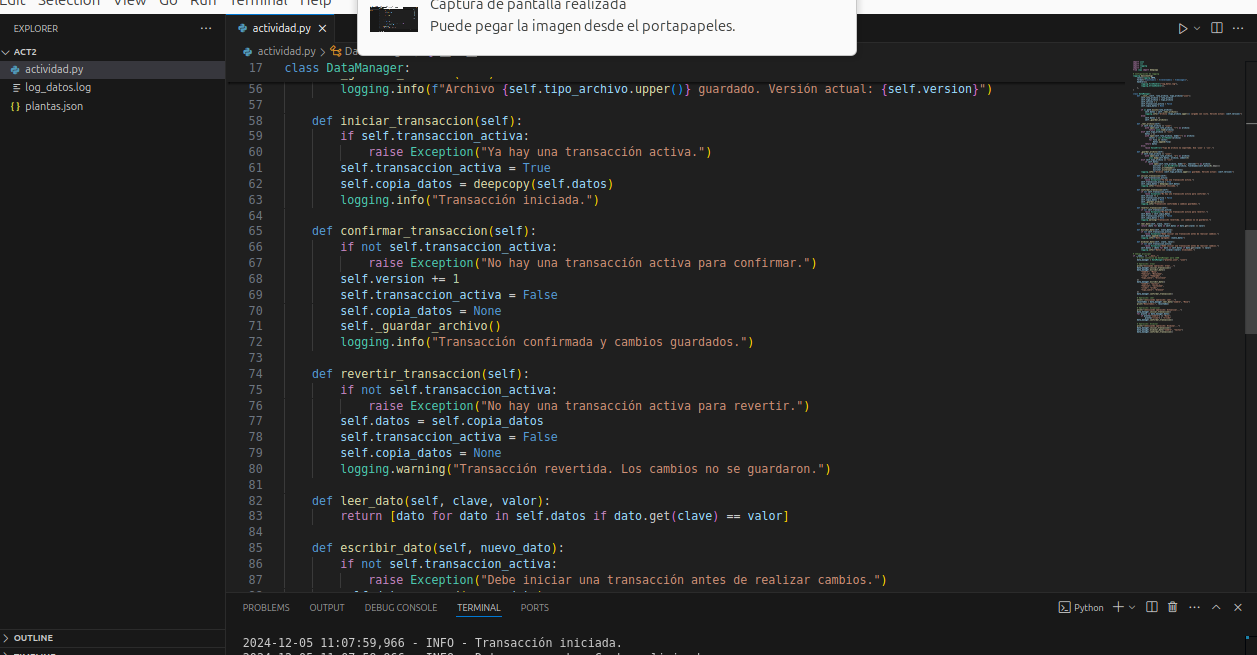 Edit Selection View Go Run Terminal Help
Captura de pantalla realizada
Puede pegar la imagen desde el portapapeles.
EXPLORER
ACT2
actividad.py
log_datos.log
plantas.json
OUTLINE
actividad.py
actividad.py > Da
17 class DataManager:
56 logging.info(f"Archivo {self.tipo_archivo.upper()} guardado. Versión actual: {self.version}")
57
58 def iniciar_transaccion(self):
59 if self.transaccion_activa:
60 raise Exception("Ya hay una transacción activa.")
61 self.transaccion_activa = True
62 self.copia_datos = deepcopy(self.datos)
63 logging.info("Transacción iniciada.")
64
65 def confirmar_transaccion(self):
66 if not self.transaccion_activa:
67 raise Exception("No hay una transacción activa para confirmar.")
68 self.version += 1
69 self.transaccion_activa = False
70 self.copia_datos = None
71 self._guardar_archivo()
72 logging.info("Transacción confirmada y cambios guardados.")
73
74 def revertir_transaccion(self):
75 if not self.transaccion_activa:
76 raise Exception("No hay una transacción activa para revertir.")
77 self.datos = self.copia_datos
78 self.transaccion_activa = False
79 self.copia_datos = None
80 logging.warning("Transacción revertida. Los cambios no se guardaron.")
81
82 def leer_dato(self, clave, valor):
83 return [dato for dato in self.datos if dato.get(clave) == valor]
84
85 def escribir_dato(self, nuevo_dato):
86 if not self.transaccion_activa:
87 raise Exception("Debe iniciar una transacción antes de realizar cambios.")
PROBLEMS OUTPUT DEBUG CONSOLE TERMINAL PORTS
Python
2024-12-05 11:07:59,966 - INFO - Transacción iniciada.